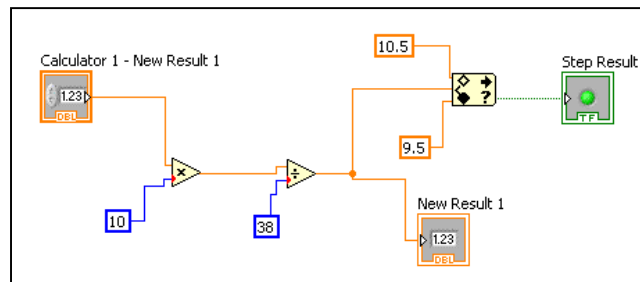 10.5
Calculator 1 - New Result 1
Step Result
1.23
DBL
?
TF
9.5
×
÷
10
38
New Result 1
1.23
DBL